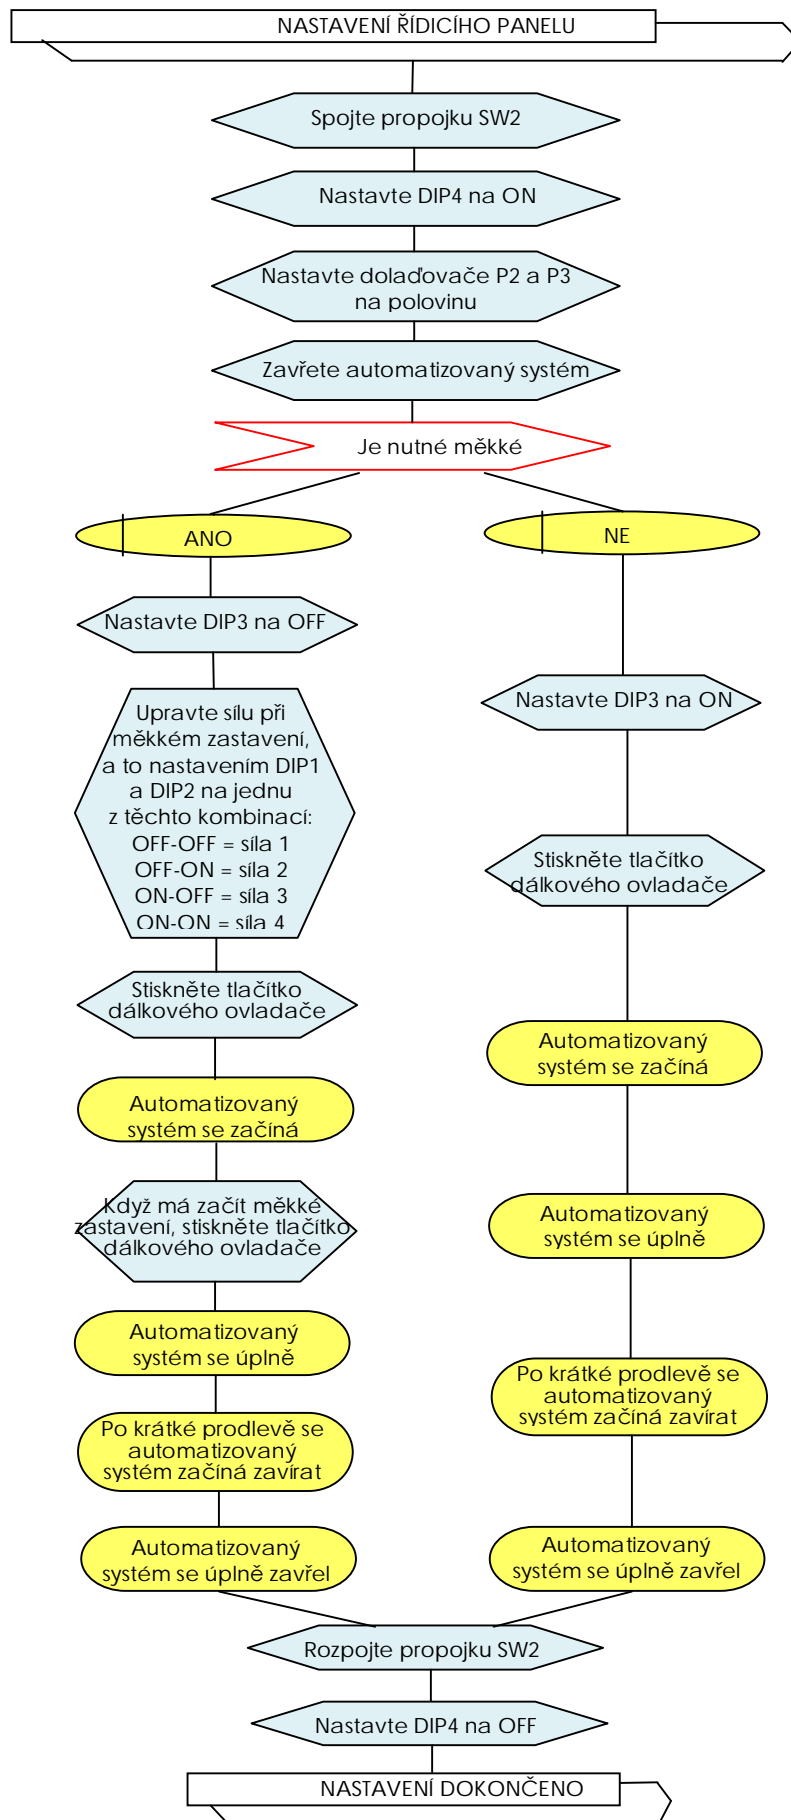 NASTAVENÍ ŘÍDICÍHO PANELU
Spojte propojku SW2
Nastavte DIP4 na ON
Nastavte dolaďovače P2 a P3
na polovinu
Zavřete automatizovaný systém
Je nutné měkké
ANO
Nastavte DIP3 na OFF
Upravte sílu při
měkkém zastavení,
a to nastavením DIP1
a DIP2 na jednu
z těchto kombinací:
OFF-OFF = síla 1
OFF-ON = síla 2
ON-OFF = síla 3
ON-ON = síla 4
Stiskněte tlačítko
dálkového ovladače
Automatizovaný
systém se začíná
Když má začít měkké
zastavení, stiskněte tlačítko
dálkového ovladače
Automatizovaný
systém se úplně
Po krátké prodlevě se
automatizovaný
systém začíná zavírat
Automatizovaný
systém se úplně zavřel
NE
Nastavte DIP3 na ON
Stiskněte tlačítko
dálkového ovladače
Automatizovaný
systém se začíná
Automatizovaný
systém se úplně
Po krátké prodlevě se
automatizovaný
systém začíná zavírat
Automatizovaný
systém se úplně zavřel
Rozpojte propojku SW2
Nastavte DIP4 na OFF
NASTAVENÍ DOKONČENO